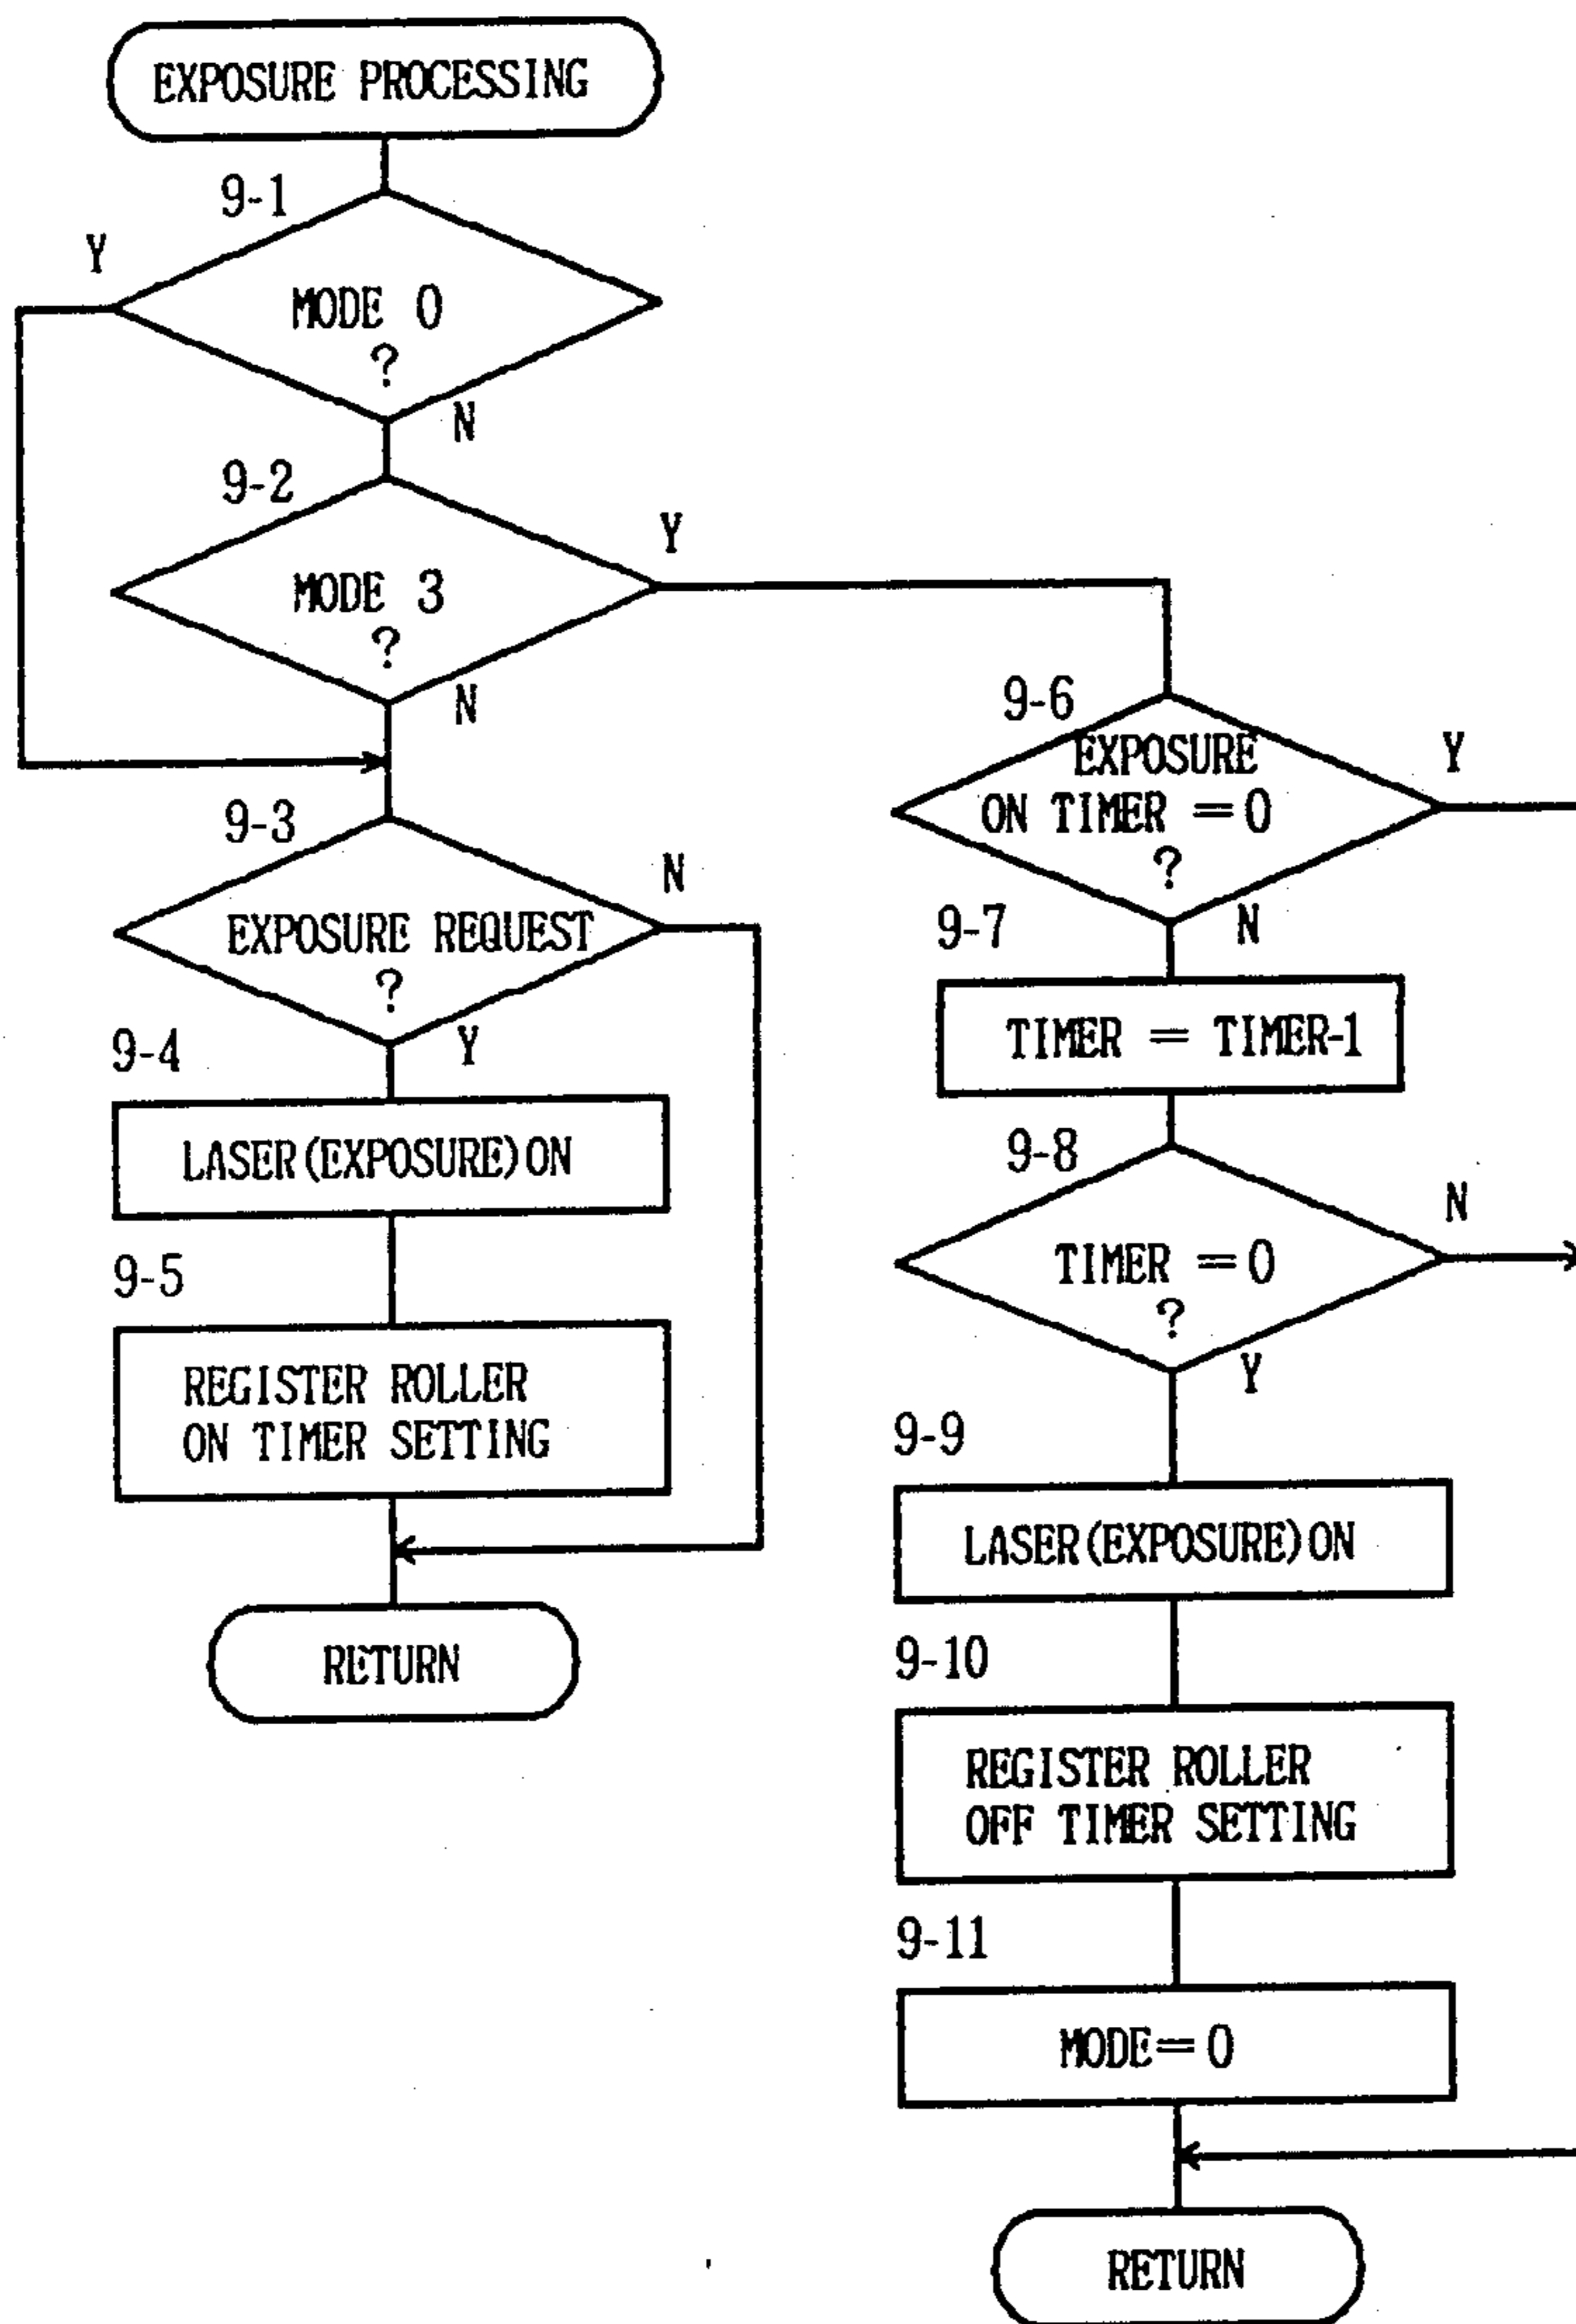 EXPOSURE PROCESSING
9-1
Y
MODE 0
?
N
9-2
Y
MODE 3
?
N
9-3
N
EXPOSURE REQUEST
?
Y
9-4
LASER(EXPOSURE)ON
9-5
REGISTER ROLLER
ON TIMER SETTING
RETURN
9-6
EXPOSURE
Y
ON TIMER =0
?
N
9-7
TIMER = TIMER-1
9-8
N
TIMER =0
?
Y
9-9
LASER(EXPOSURE)ON
9-10
REGISTER ROLLER
OFF TIMER SETTING
9-11
MODE=0
RETURN